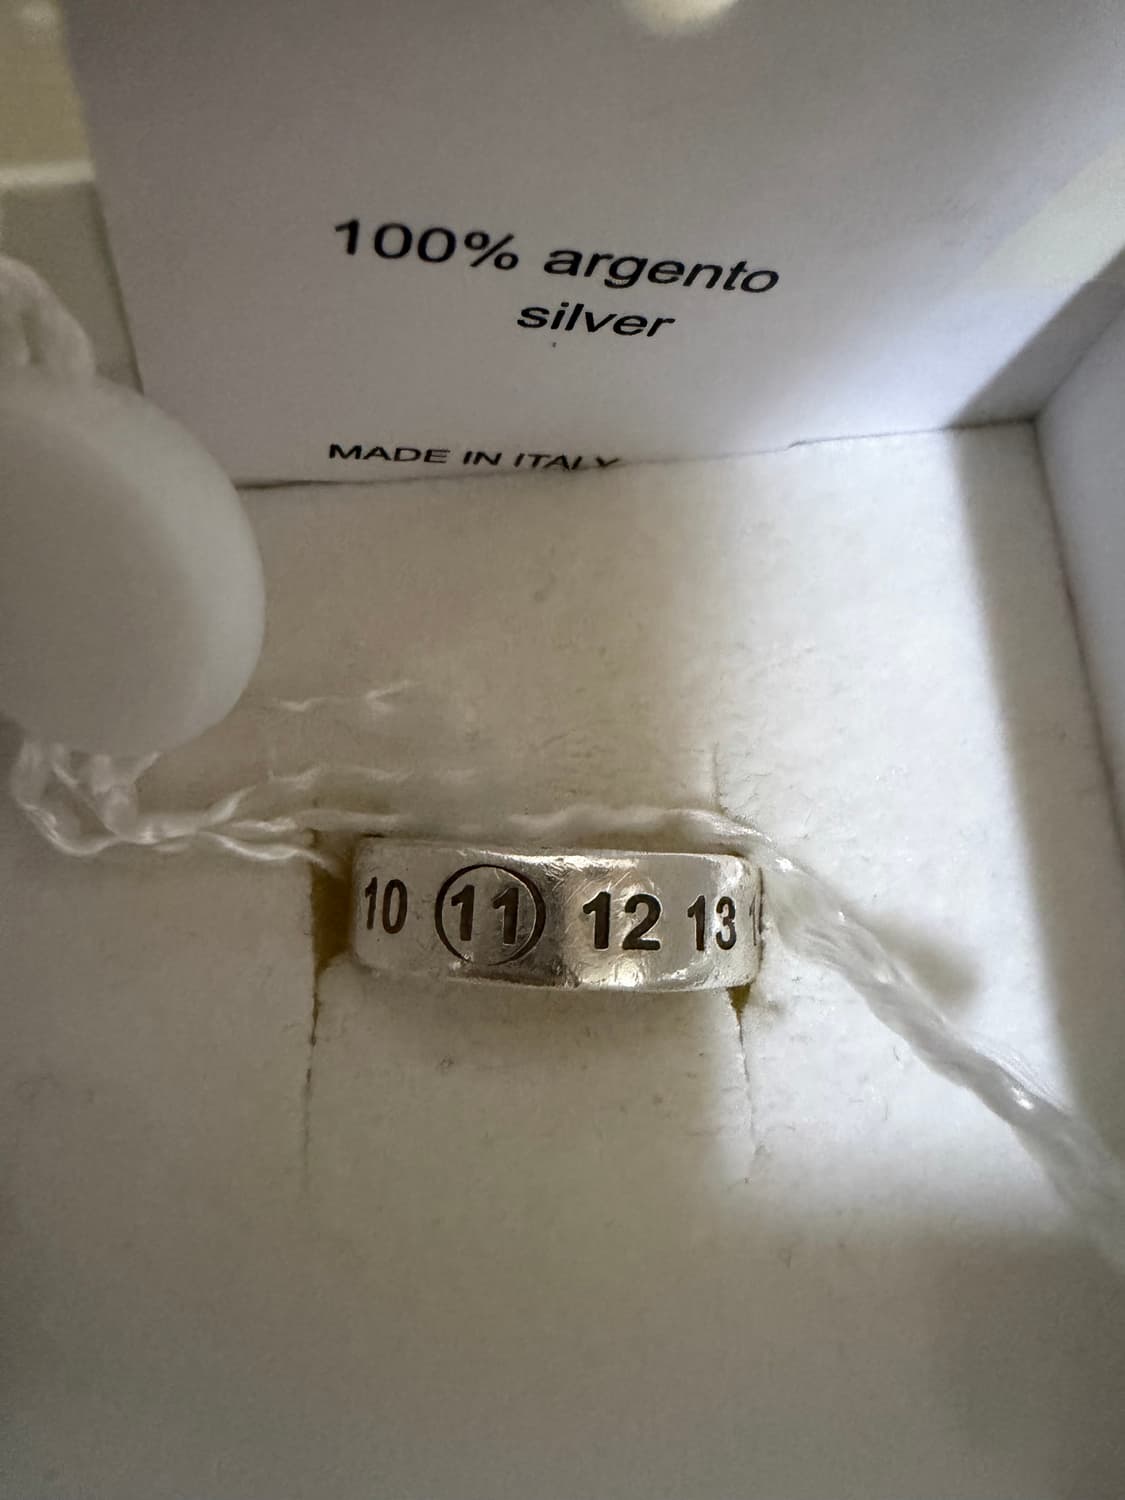 100% argento
silver
MADE IN ITALY
10 11 12 13